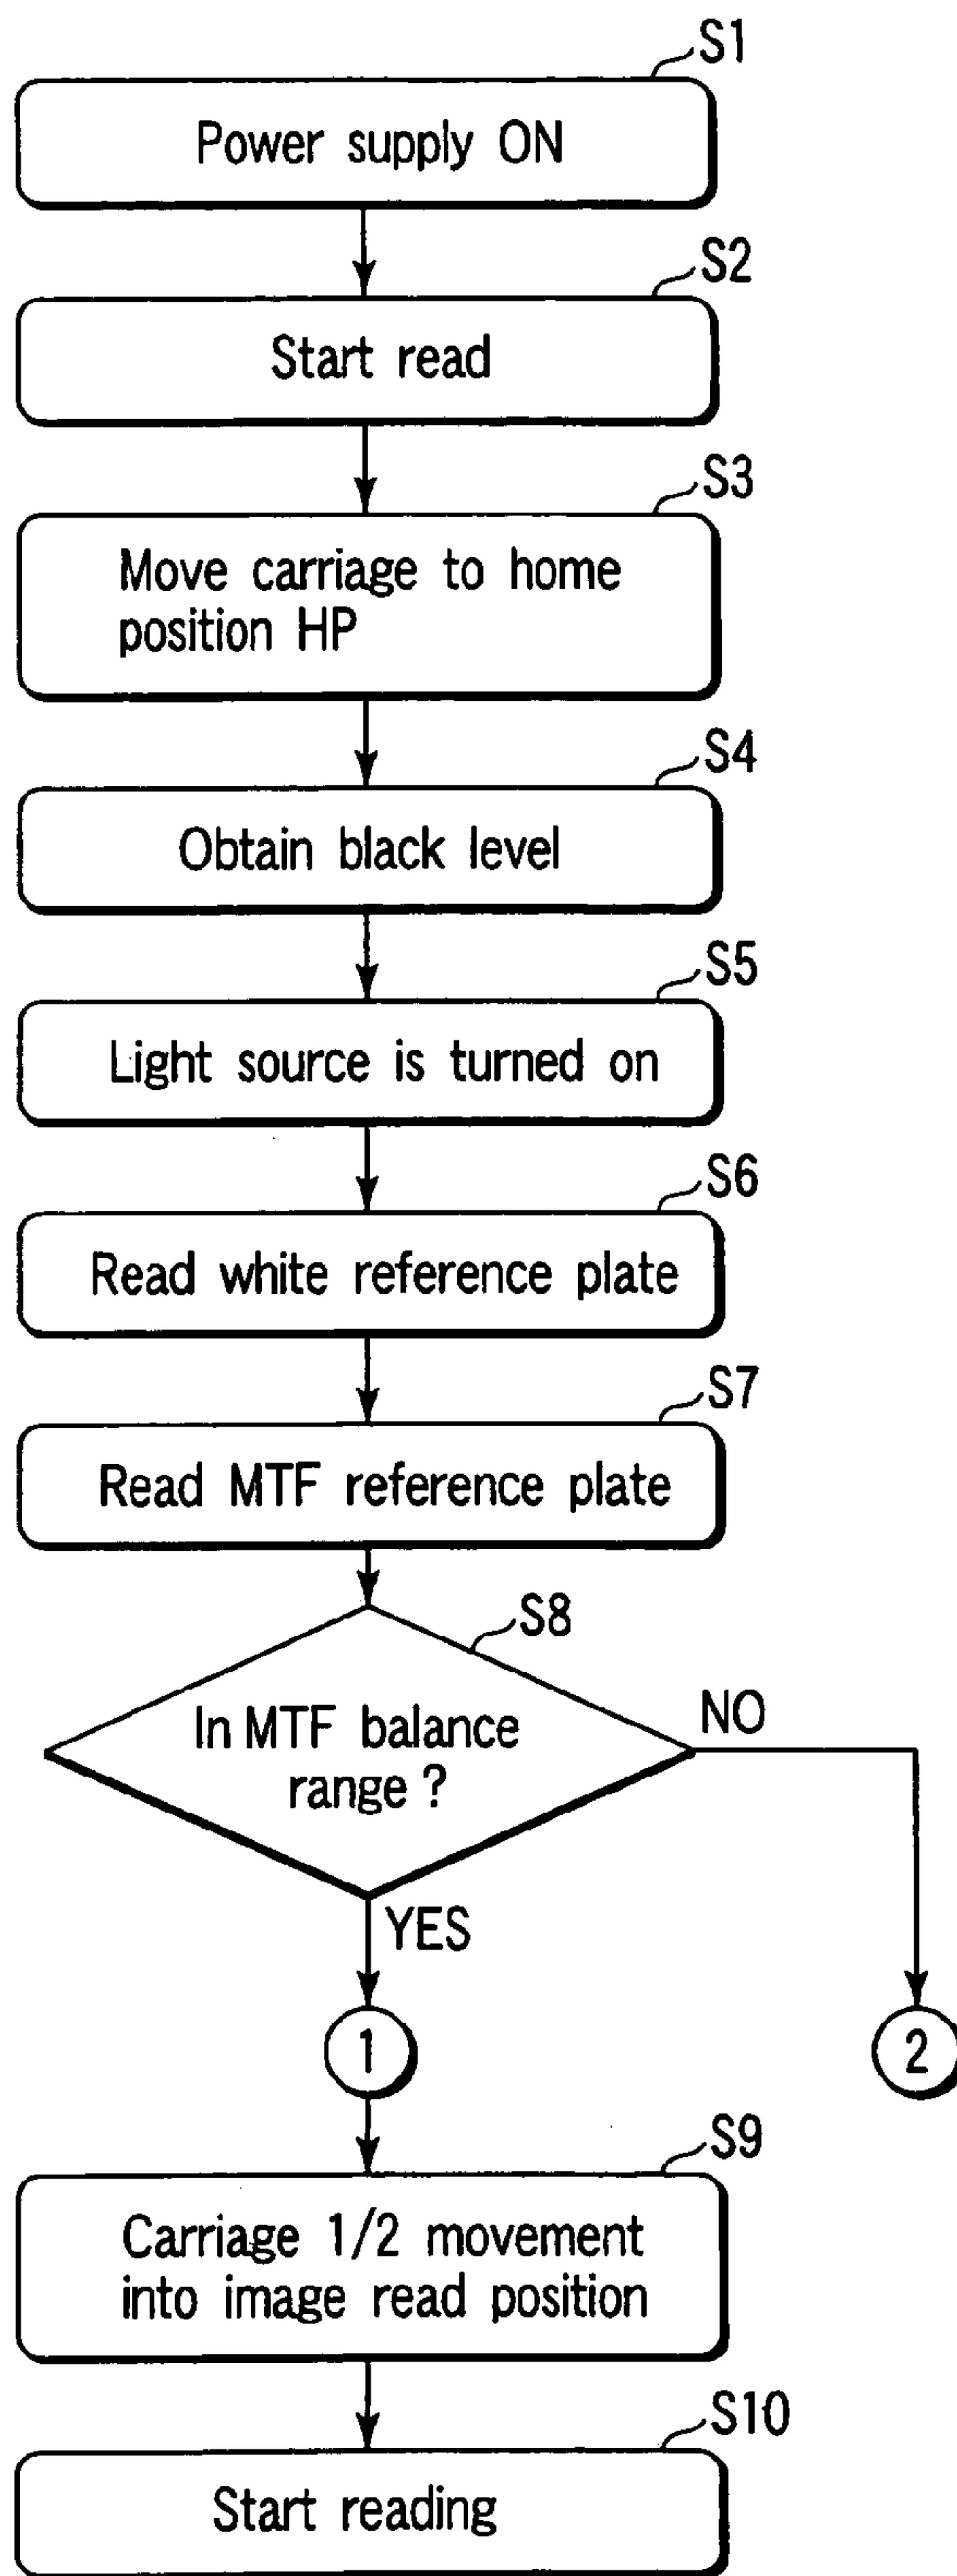 S1
Power supply ON
S2
Start read
S3
Move carriage to home
position HP
S4
Obtain black level
S5
Light source is turned on
S6
Read white reference plate
S7
Read MTF reference plate
S8
In MTF balance
range ?
NO
YES
1
2
S9
Carriage 1/2 movement
into image read position
S10
Start reading